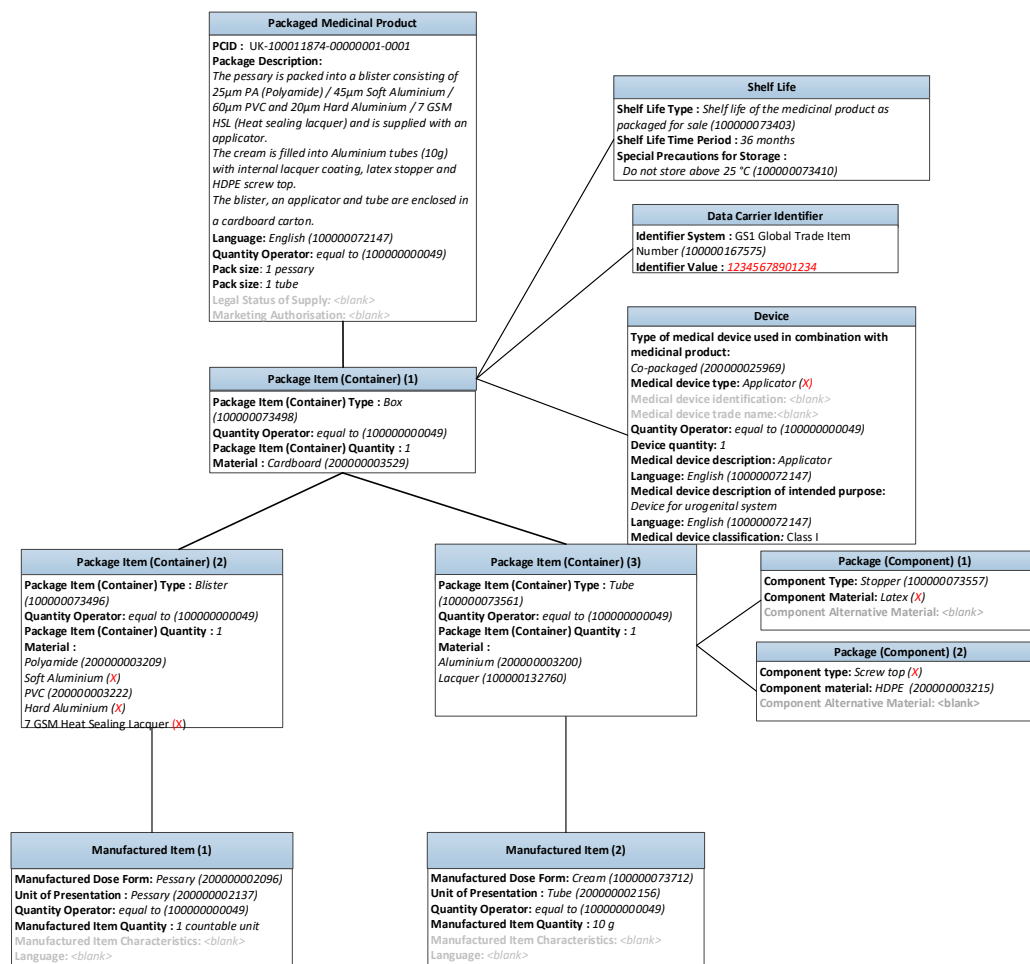 Packaged Medicinal Product
PCID : UK-100011874-00000001-0001
Package Description:
The pessary is packed into a blister consisting of
25µm PA (Polyamide) / 45µm Soft Aluminium /
60µm PVC and 20µm Hard Aluminium / 7 GSM
HSL (Heat sealing lacquer) and is supplied with an
applicator.
The cream is filled into Aluminium tubes (10g)
with internal lacquer coating, latex stopper and
HDPE screw top.
The blister, an applicator and tube are enclosed in
a cardboard carton.
Language: English (100000072147)
Quantity Operator: equal to (100000000049)
Pack size: 1 pessary
Pack size: 1 tube
Legal Status of Supply: <blank>
Marketing Authorisation: <blank>
Shelf Life
Shelf Life Type : Shelf life of the medicinal product as
packaged for sale (100000073403)
Shelf Life Time Period : 36 months
Special Precautions for Storage :
Do not store above 25 °C (100000073410)
Data Carrier Identifier
Identifier System : GS1 Global Trade Item
Number (100000167575)
Identifier Value : 12345678901234
Device
Type of medical device used in combination with
medicinal product:
Co-packaged (200000025969)
Medical device type: Applicator (X)
Medical device identification: <blank>
Medical device trade name:<blank>
Quantity Operator: equal to (100000000049)
Device quantity: 1
Medical device description: Applicator
Language: English (100000072147)
Medical device description of intended purpose:
Device for urogenital system
Language: English (100000072147)
Medical device classification: Class I
Package Item (Container) (1)
Package Item (Container) Type : Box
(100000073498)
Quantity Operator: equal to (100000000049)
Package Item (Container) Quantity : 1
Material : Cardboard (200000003529)
Package Item (Container) (2)
Package Item (Container) Type : Blister
(100000073496)
Quantity Operator: equal to (100000000049)
Package Item (Container) Quantity : 1
Material :
Polyamide (200000003209)
Soft Aluminium (X)
PVC (200000003222)
Hard Aluminium (X)
7 GSM Heat Sealing Lacquer (X)
Package Item (Container) (3)
Package Item (Container) Type : Tube
(100000073561)
Quantity Operator: equal to (100000000049)
Package Item (Container) Quantity : 1
Material :
Aluminium (200000003200)
Lacquer (100000132760)
Package (Component) (1)
Component Type: Stopper (100000073557)
Component Material: Latex (X)
Component Alternative Material: <blank>
Package (Component) (2)
Component type: Screw top (X)
Component material: HDPE (200000003215)
Component Alternative Material: <blank>
Manufactured Item (1)
Manufactured Dose Form: Pessary (200000002096)
Unit of Presentation : Pessary (200000002137)
Quantity Operator: equal to (100000000049)
Manufactured Item Quantity : 1 countable unit
Manufactured Item Characteristics: <blank>
Language: <blank>
Manufactured Item (2)
Manufactured Dose Form: Cream (100000073712)
Unit of Presentation : Tube (200000002156)
Quantity Operator: equal to (100000000049)
Manufactured Item Quantity : 10 g
Manufactured Item Characteristics: <blank>
Language: <blank>